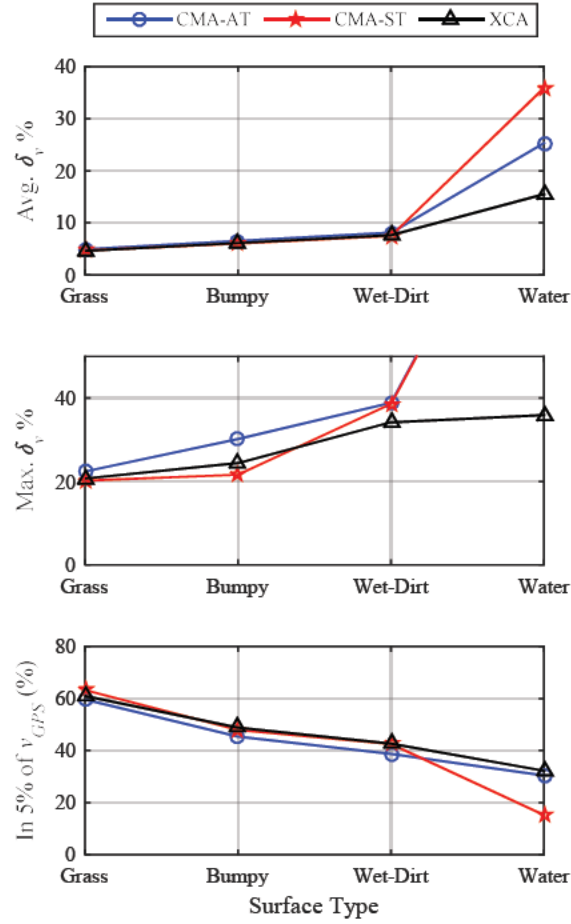 CMA-AT CMA-ST XCA
Avg. δv %
40
30
20
10
0
Grass Bumpy Wet-Dirt Water
Max. δv %
40
20
0
Grass Bumpy Wet-Dirt Water
In 5% of vGPS (%)
80
60
40
20
0
Grass Bumpy Wet-Dirt Water
Surface Type